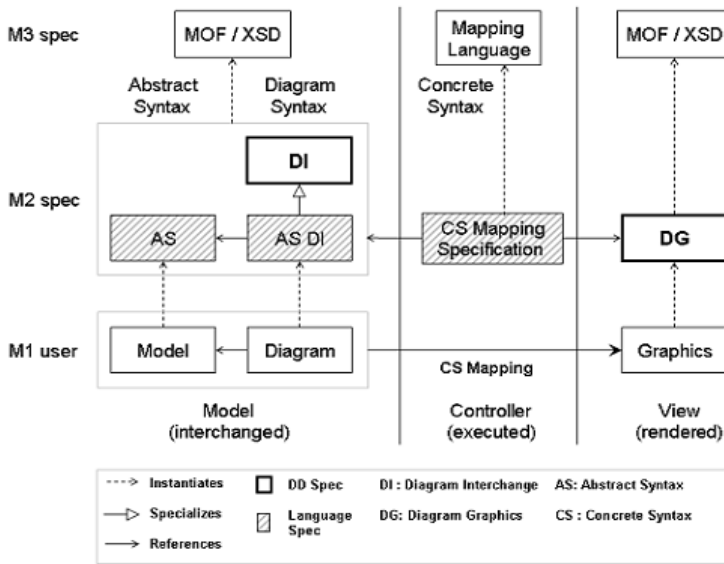 M3 spec
MOF / XSD
Mapping
Language
MOF / XSD
Abstract
Syntax
Diagram
Syntax
Concrete
Syntax
DI
M2 spec
AS
AS DI
CS Mapping
Specification
DG
M1 user
Model
Diagram
CS Mapping
Graphics
Model
(interchanged)
Controller
(executed)
View
(rendered)
Instantiates
DD Spec
DI : Diagram Interchange
AS: Abstract Syntax
Specializes
Language
Spec
DG: Diagram Graphics
CS : Concrete Syntax
References